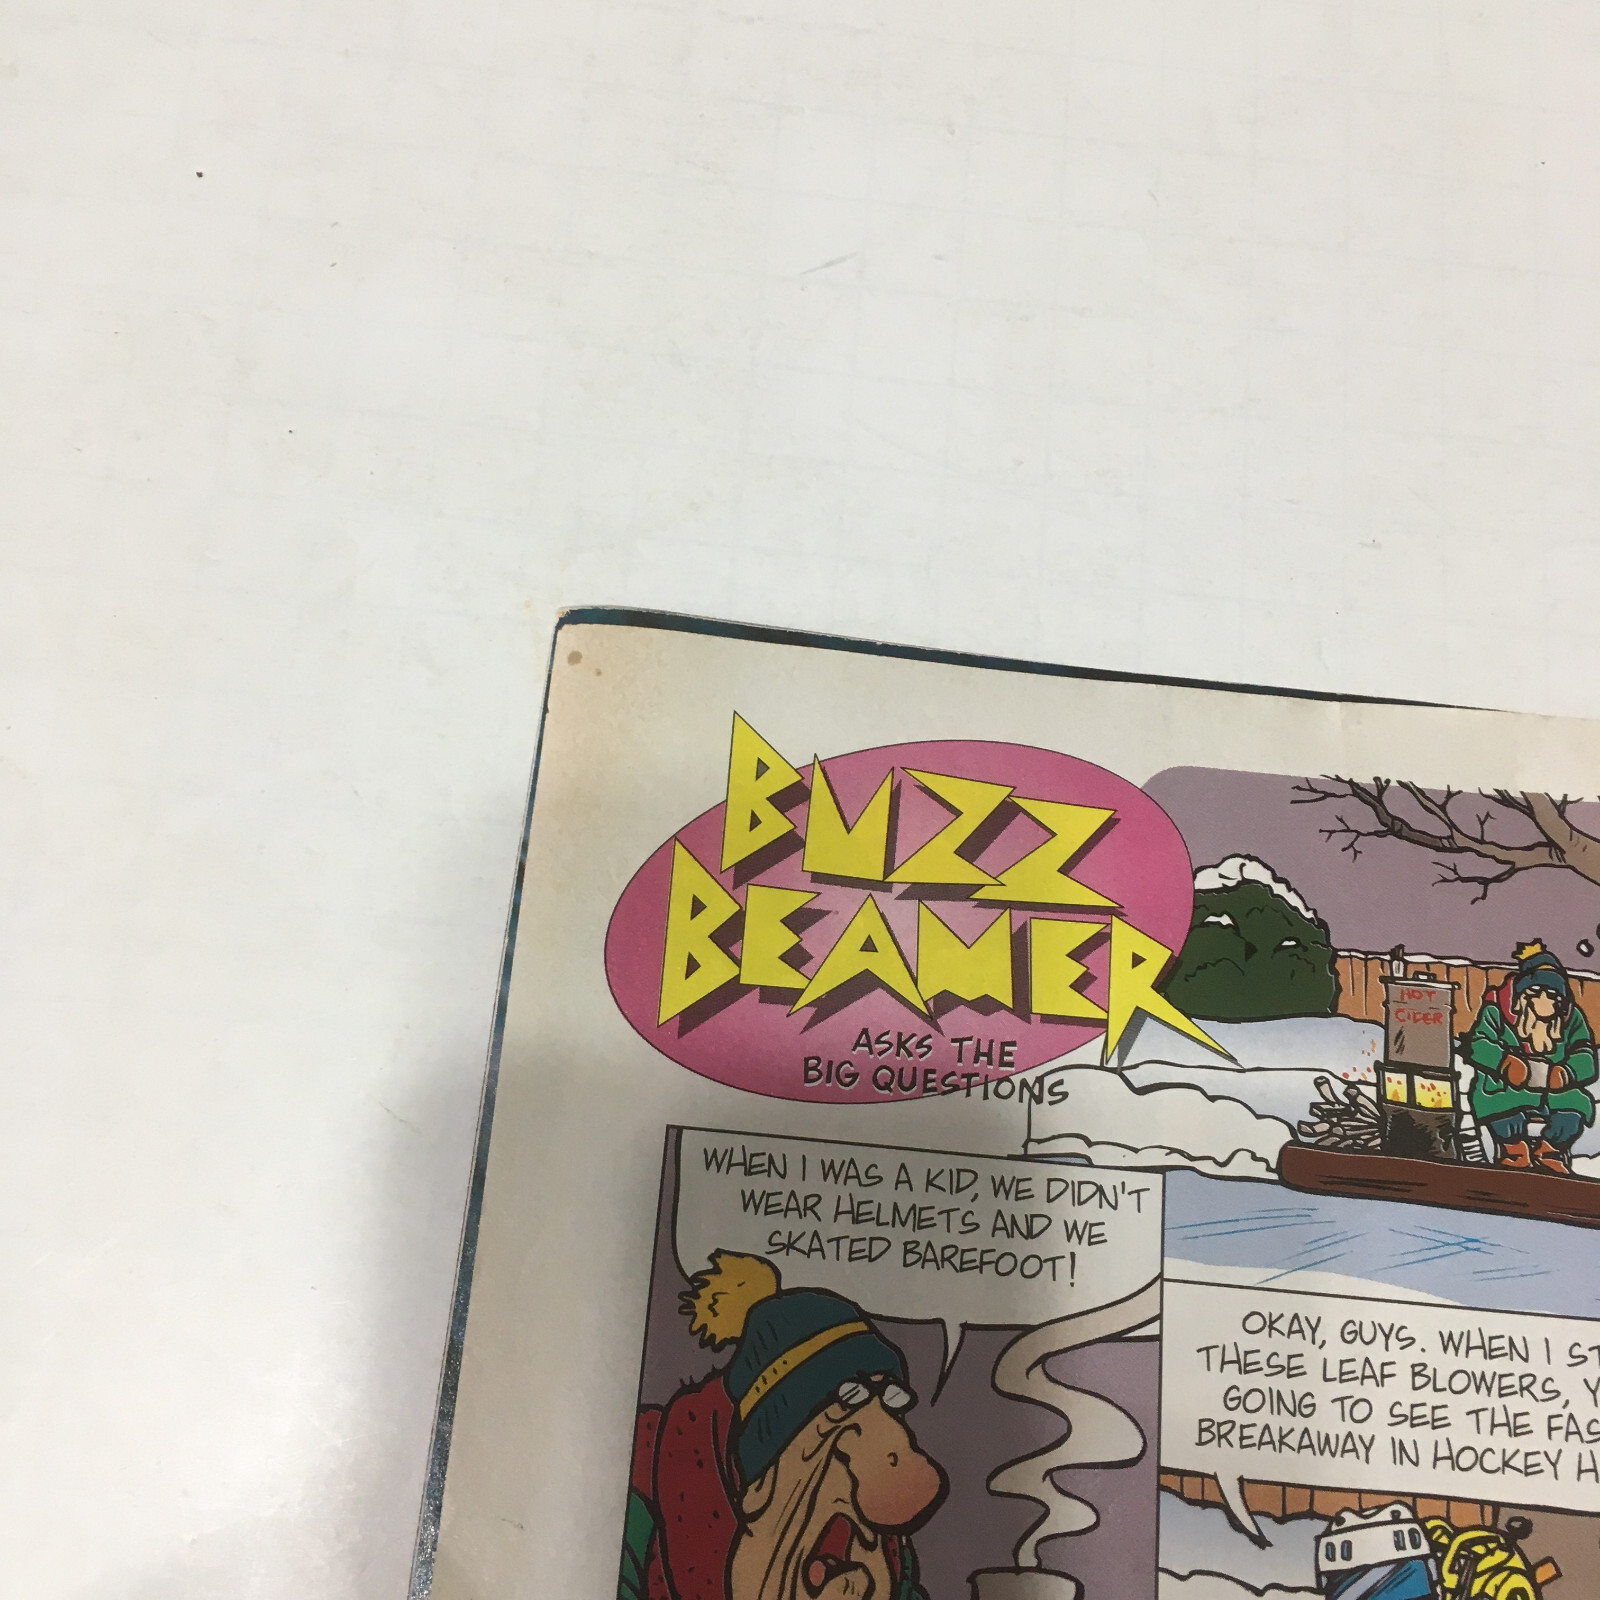 BUZZ
BEAMER
ASKS THE
BIG QUESTIONS
HOT
CIDER
WHEN I WAS A KID, WE DIDN'T
WEAR HELMETS AND WE
SKATED BAREFOOT!
OKAY, GUYS. WHEN I
THESE LEAF BLOWERS,
GOING TO SEE THE
BREAKAWAY IN HOCKEY